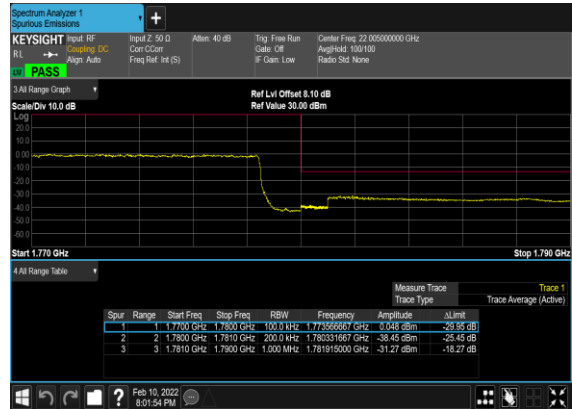 Spectrum Analyzer 1
Spurious Emissions
KEYSIGHT Input: RF Input Z: 50 Ω Atten: 40 dB Trig: Free Run Center Freq: 22.005000000 GHz
RL Coupling: DC Corr CCorr Gate: Off Avg|Hold: 100/100
Align: Auto Freq Ref: Int (S) IF Gain: Low Radio Std: None
LW PASS
3 All Range Graph
Ref Lvl Offset 8.10 dB
Scale/Div 10.0 dB Ref Value 30.00 dBm
Log
20.0
10.0
0.00
-10.0
-20.0
-30.0
-40.0
-50.0
-60.0
Start 1.770 GHz Stop 1.790 GHz
4 All Range Table
Measure Trace Trace 1
Trace Type Trace Average (Active)
Spur Range Start Freq Stop Freq RBW Frequency Amplitude ΔLimit
1 1 1.7700 GHz 1.7800 GHz 100.0 kHz 1.773566667 GHz 0.048 dBm -29.95 dB
2 2 1.7800 GHz 1.7810 GHz 200.0 kHz 1.780331667 GHz -38.45 dBm -25.45 dB
3 3 1.7810 GHz 1.7900 GHz 1.000 MHz 1.781915000 GHz -31.27 dBm -18.27 dB
Feb 10, 2022
8:01:54 PM